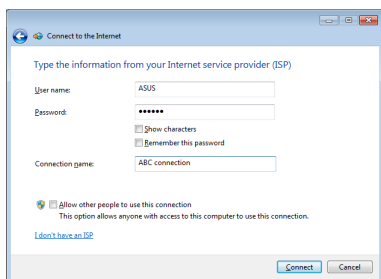 Connect to the Internet
Type the information from your Internet service provider (ISP)
User name: ASUS
Password: ••••••
Show characters
Remember this password
Connection name: ABC connection
Allow other people to use this connection
This option allows anyone with access to this computer to use this connection.
I don't have an ISP
Connect Cancel